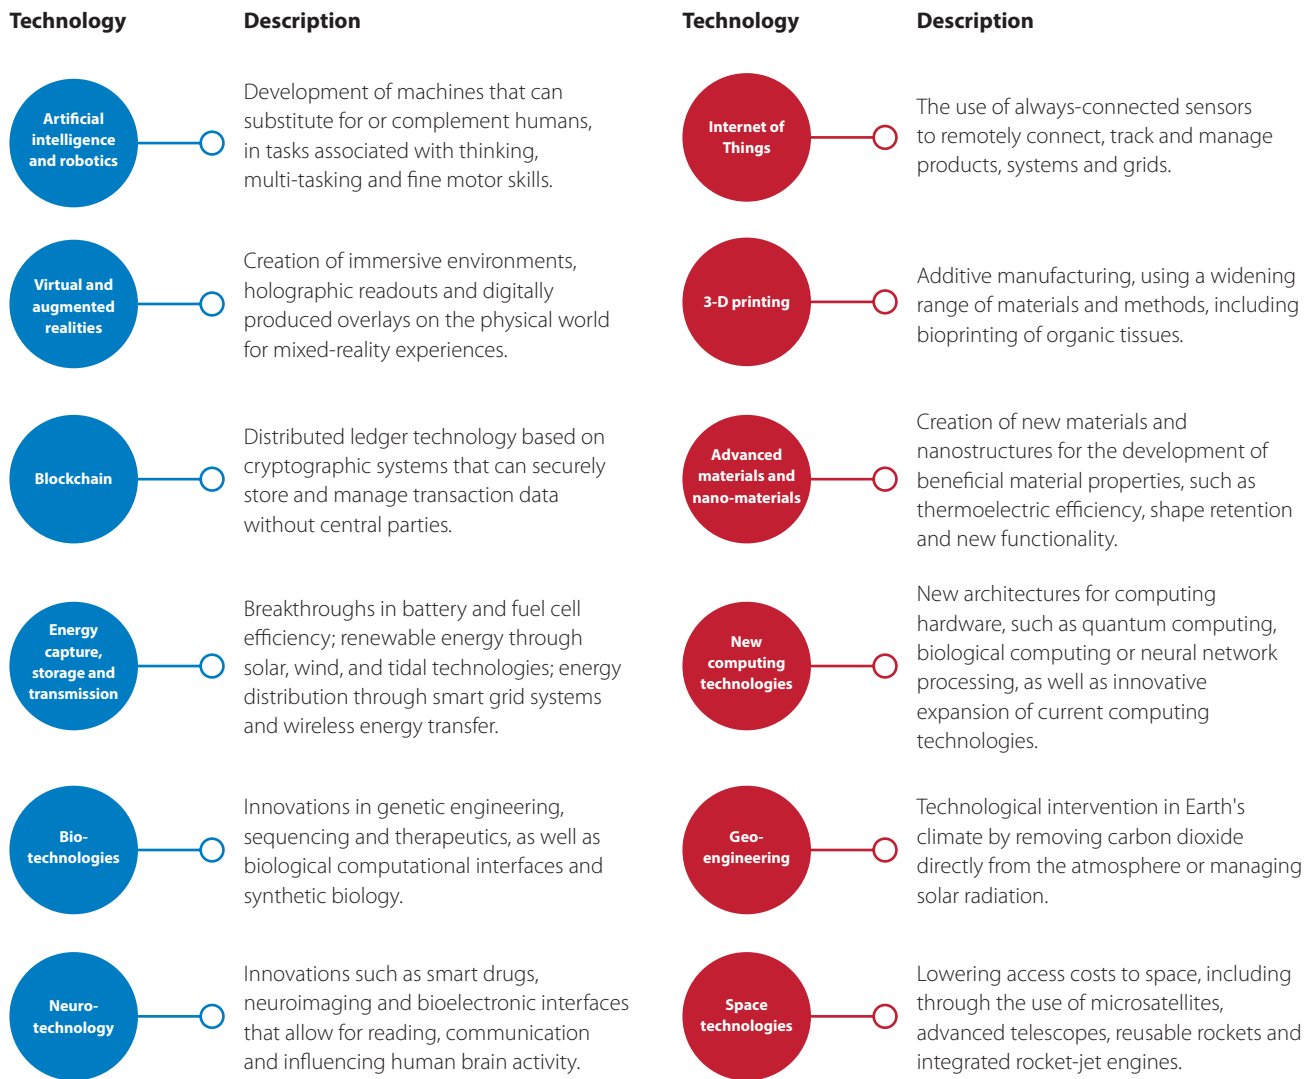 Technology
Description
Artificial
intelligence
and robotics
Development of machines that can
substitute for or complement humans,
in tasks associated with thinking,
multi-tasking and fine motor skills.
Virtual and
augmented
realities
Creation of immersive environments,
holographic readouts and digitally
produced overlays on the physical world
for mixed-reality experiences.
Blockchain
Distributed ledger technology based on
cryptographic systems that can securely
store and manage transaction data
without central parties.
Energy
capture,
storage and
transmission
Breakthroughs in battery and fuel cell
efficiency; renewable energy through
solar, wind, and tidal technologies; energy
distribution through smart grid systems
and wireless energy transfer.
Bio-
technologies
Innovations in genetic engineering,
sequencing and therapeutics, as well as
biological computational interfaces and
synthetic biology.
Neuro-
technology
Innovations such as smart drugs,
neuroimaging and bioelectronic interfaces
that allow for reading, communication
and influencing human brain activity.
Technology
Description
Internet of
Things
The use of always-connected sensors
to remotely connect, track and manage
products, systems and grids.
3-D printing
Additive manufacturing, using a widening
range of materials and methods, including
bioprinting of organic tissues.
Advanced
materials and
nano-materials
Creation of new materials and
nanostructures for the development of
beneficial material properties, such as
thermoelectric efficiency, shape retention
and new functionality.
New
computing
technologies
New architectures for computing
hardware, such as quantum computing,
biological computing or neural network
processing, as well as innovative
expansion of current computing
technologies.
Geo-
engineering
Technological intervention in Earth's
climate by removing carbon dioxide
directly from the atmosphere or managing
solar radiation.
Space
technologies
Lowering access costs to space, including
through the use of microsatellites,
advanced telescopes, reusable rockets and
integrated rocket-jet engines.